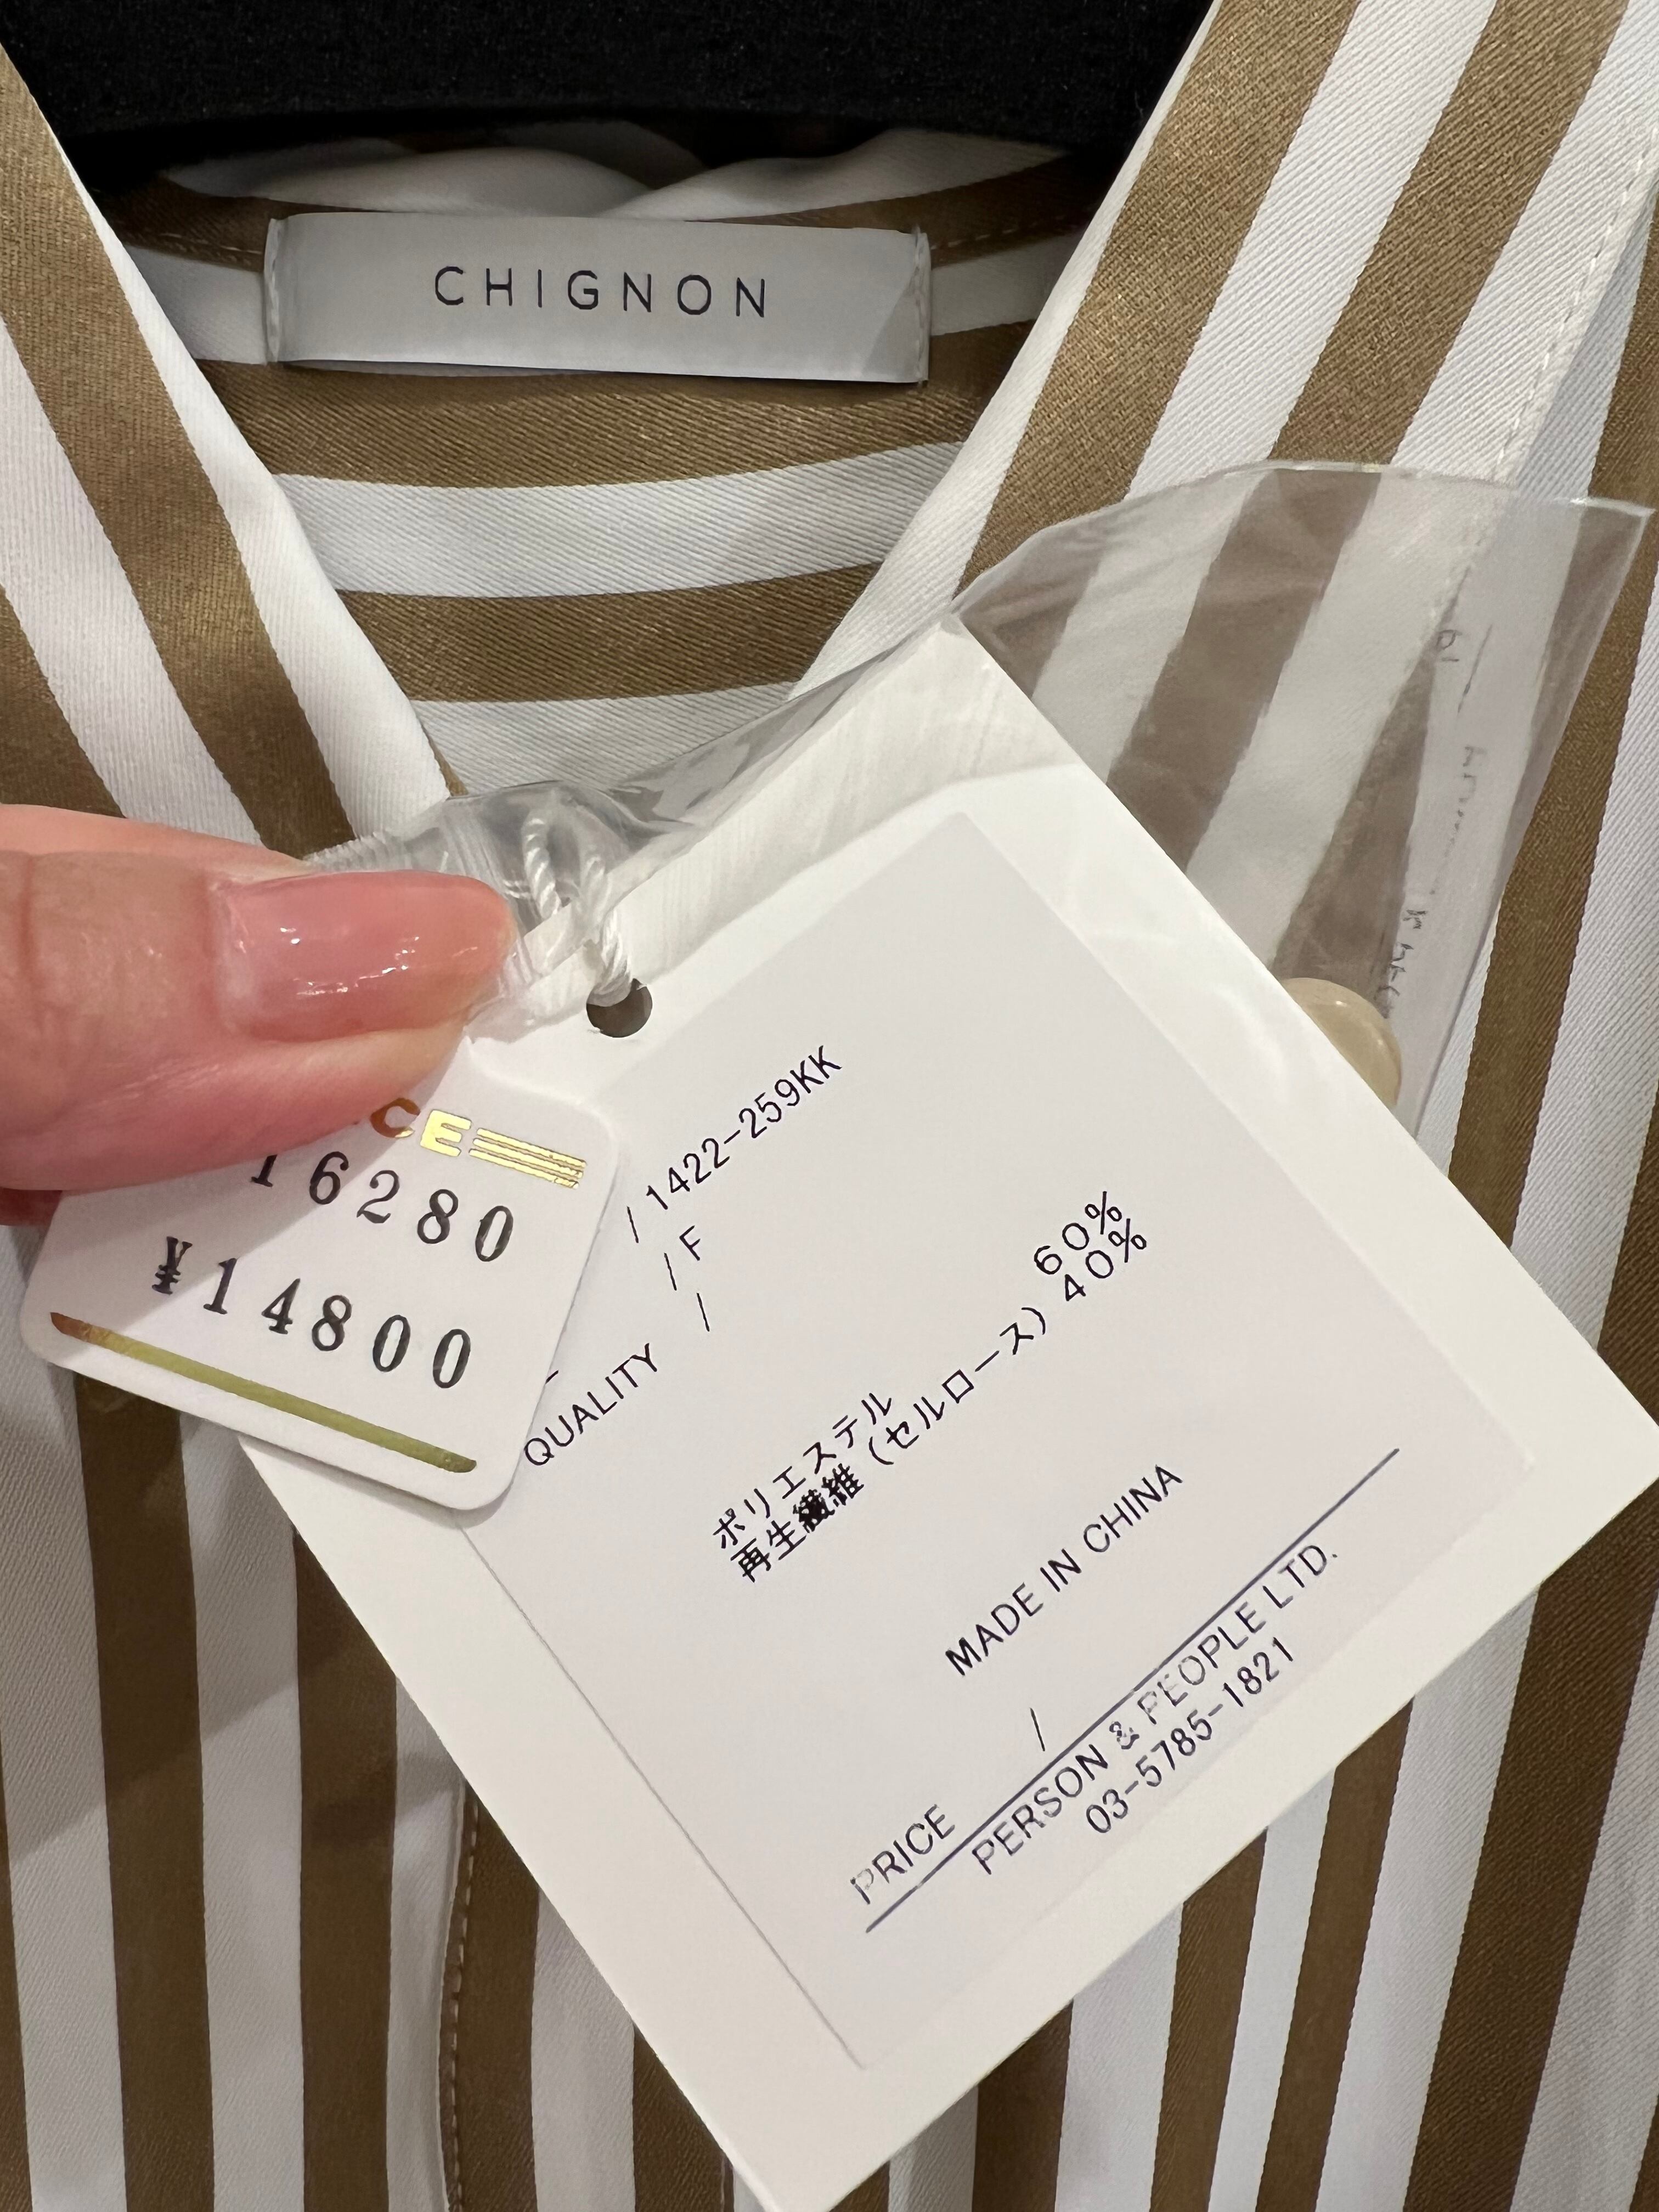 CHIGNON
CE
16280
¥14800
/ 1422-259KK
/ F
/
QUALITY
ポリエステル 60%
再生繊維(セルロース) 40%
MADE IN CHINA
PRICE /
PERSON & PEOPLE LTD.
03-5785-1821